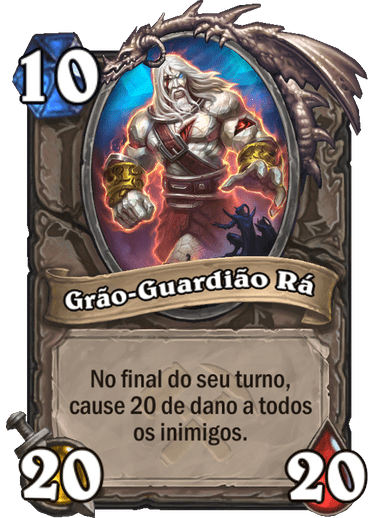 10
Grão-Guardião Rá
No final do seu turno,
cause 20 de dano a todos
os inimigos.
20
20